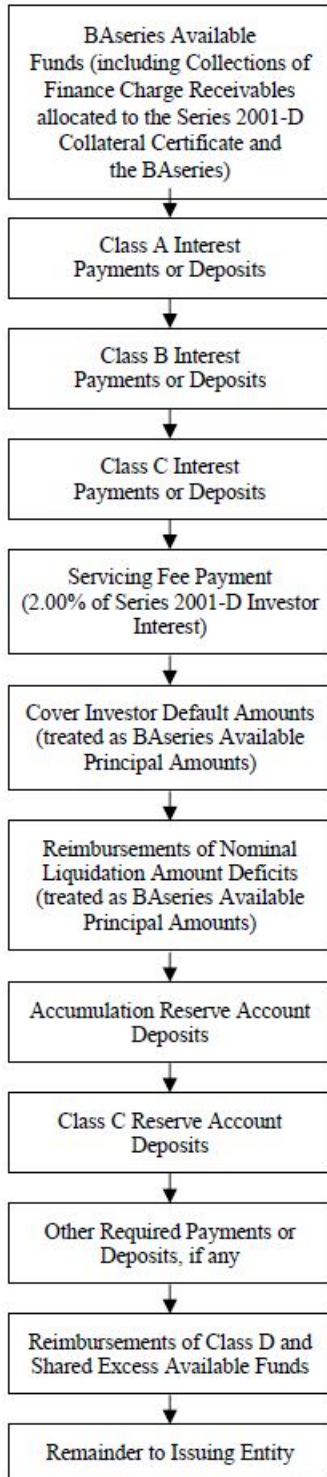 BAseries Available
Funds (including Collections of
Finance Charge Receivables
allocated to the Series 2001-D
Collateral Certificate and
the BAseries)
Class A Interest
Payments or Deposits
Class B Interest
Payments or Deposits
Class C Interest
Payments or Deposits
Servicing Fee Payment
(2.00% of Series 2001-D Investor
Interest)
Cover Investor Default Amounts
(treated as BAseries Available
Principal Amounts)
Reimbursements of Nominal
Liquidation Amount Deficits
(treated as BAseries Available
Principal Amounts)
Accumulation Reserve Account
Deposits
Class C Reserve Account
Deposits
Other Required Payments or
Deposits, if any
Reimbursements of Class D and
Shared Excess Available Funds
Remainder to Issuing Entity